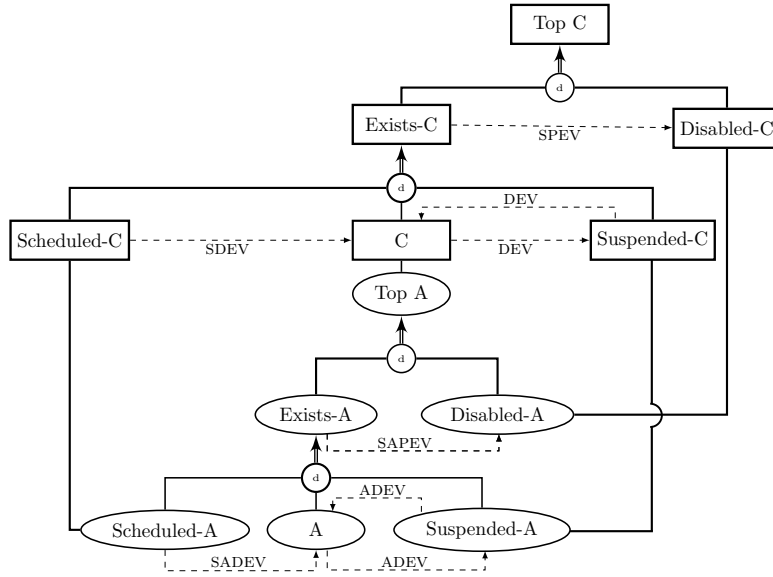 Top C
d
Exists-C
SPEV
Disabled-C
d
DEV
Scheduled-C
SDEV
C
DEV
Suspended-C
Top A
d
Exists-A
Disabled-A
SAPEV
d
ADEV
Scheduled-A
A
Suspended-A
SADEV
ADEV